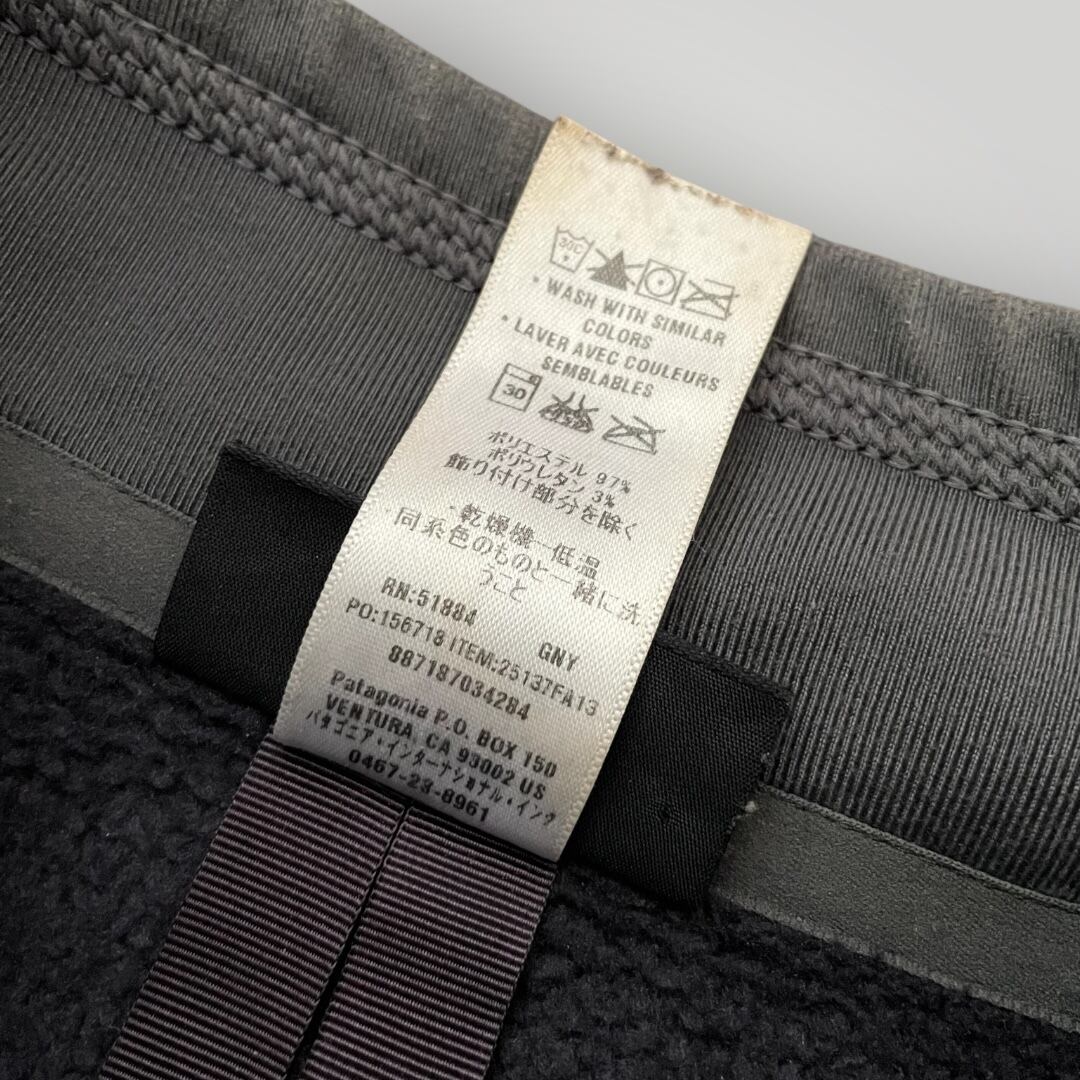 30C
• WASH WITH SIMILAR
COLORS
• LAVER AVEC COULEURS
SEMBLABLES
30
ポリエステル 97%
ポリウレタン 3%
飾り付け部分を除く
・乾燥機―低温
・同系色のものと一緒に洗
うこと
RN:51884
GNY
PO:156718 ITEM:25137FA13
887187034284
Patagonia P.O. BOX 150
VENTURA, CA 93002 US
パタゴニア・インターナショナル・インク
0467-23-8961